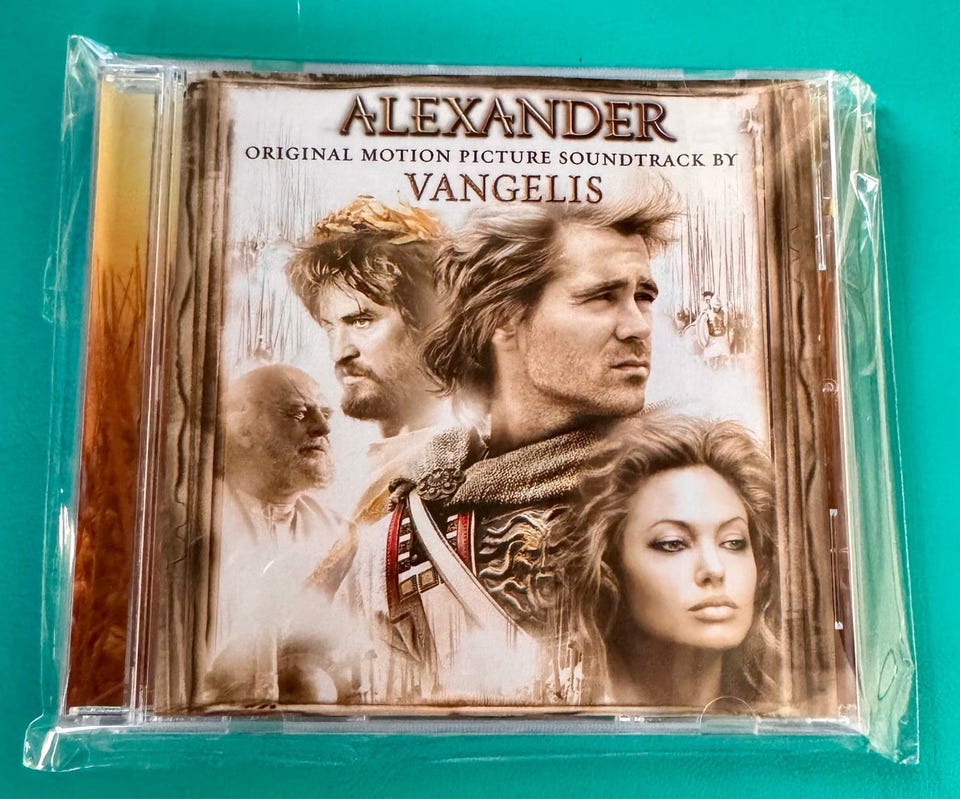 ALEXANDER
ORIGINAL MOTION PICTURE SOUNDTRACK BY
VANGELIS